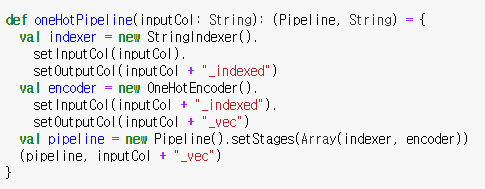 def oneHotPipeline(inputCol: String): (Pipeline, String) = {
  val indexer = new StringIndexer().
    setInputCol(inputCol).
    setOutputCol(inputCol + "_indexed")
  val encoder = new OneHotEncoder().
    setInputCol(inputCol + "_indexed").
    setOutputCol(inputCol + "_vec")
  val pipeline = new Pipeline().setStages(Array(indexer, encoder))
  (pipeline, inputCol + "_vec")
}